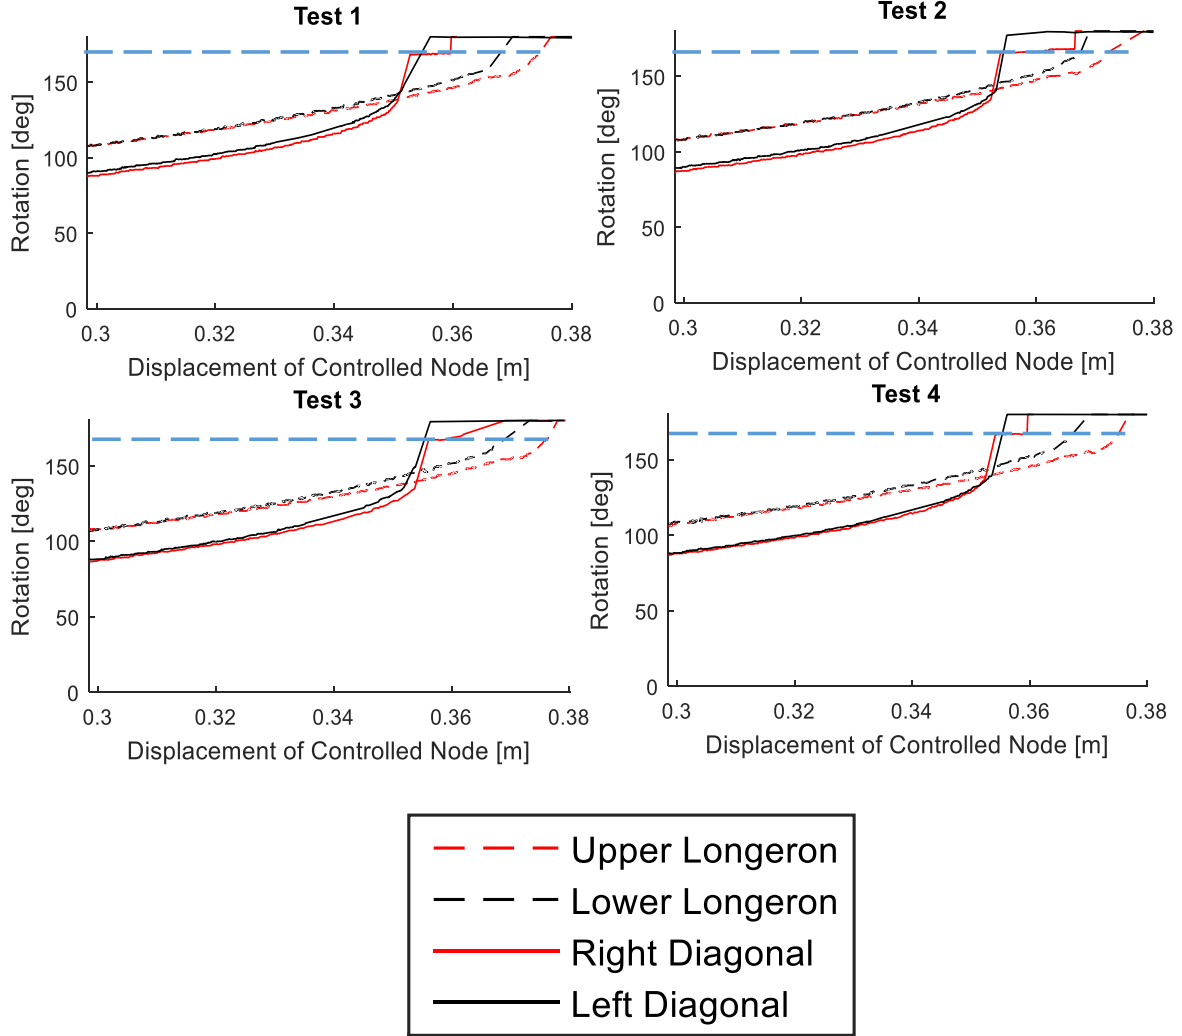 Test 1
150
100
50
0
Rotation [deg]
0.3 0.32 0.34 0.36 0.38
Displacement of Controlled Node [m]
Test 2
150
100
50
0
Rotation [deg]
0.3 0.32 0.34 0.36 0.38
Displacement of Controlled Node [m]
Test 3
150
100
50
0
Rotation [deg]
0.3 0.32 0.34 0.36 0.38
Displacement of Controlled Node [m]
Test 4
150
100
50
0
Rotation [deg]
0.3 0.32 0.34 0.36 0.38
Displacement of Controlled Node [m]
Upper Longeron
Lower Longeron
Right Diagonal
Left Diagonal